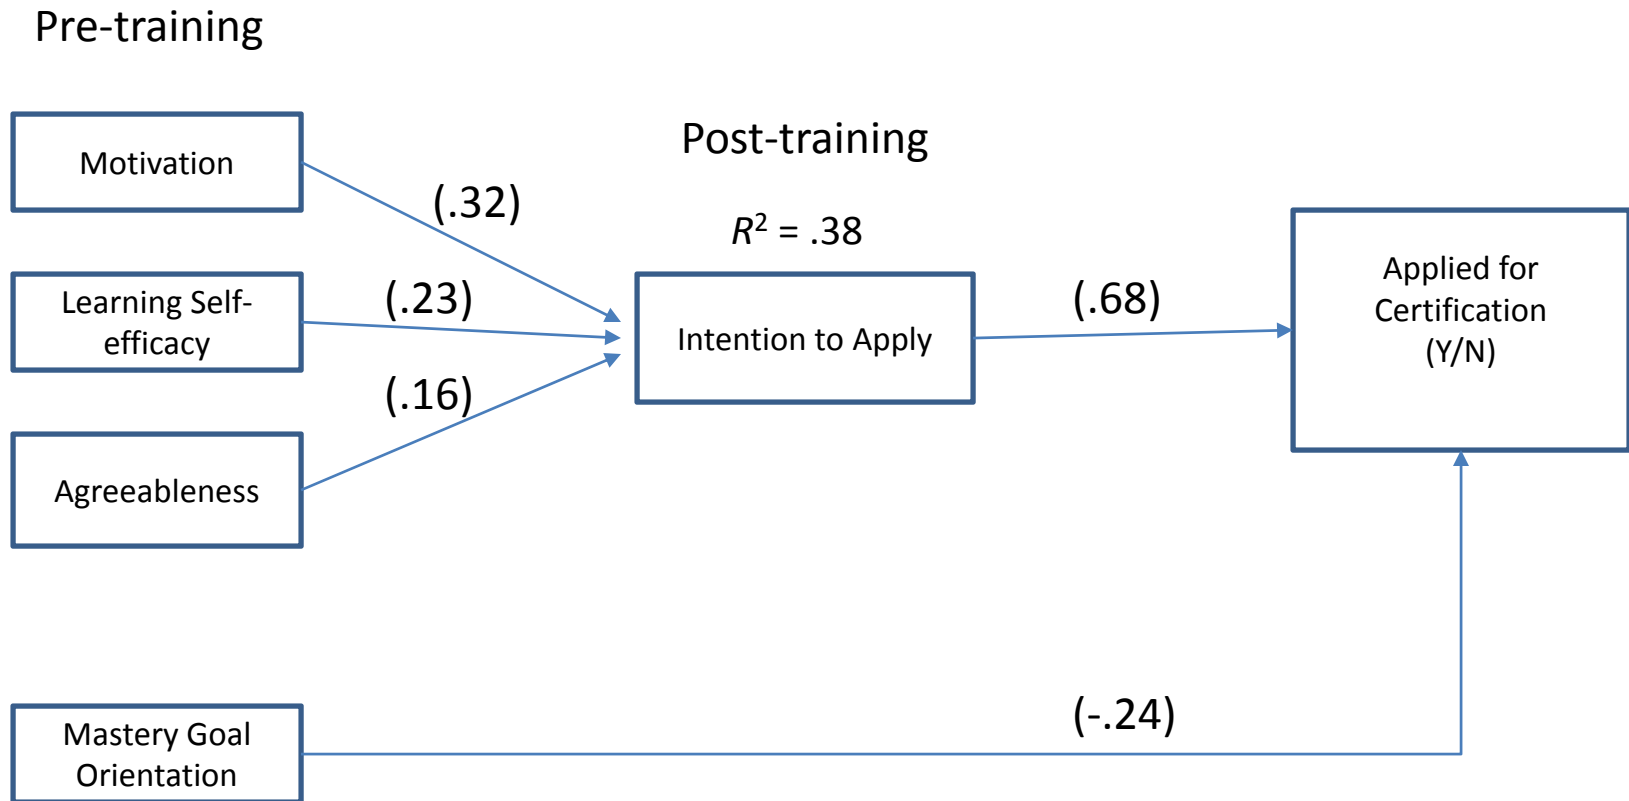 Pre-training
Motivation
Learning Self-
efficacy
Agreeableness
Mastery Goal
Orientation
(.32)
(.23)
(.16)
Post-training
R² = .38
Intention to Apply
(.68)
Applied for
Certification
(Y/N)
(-.24)